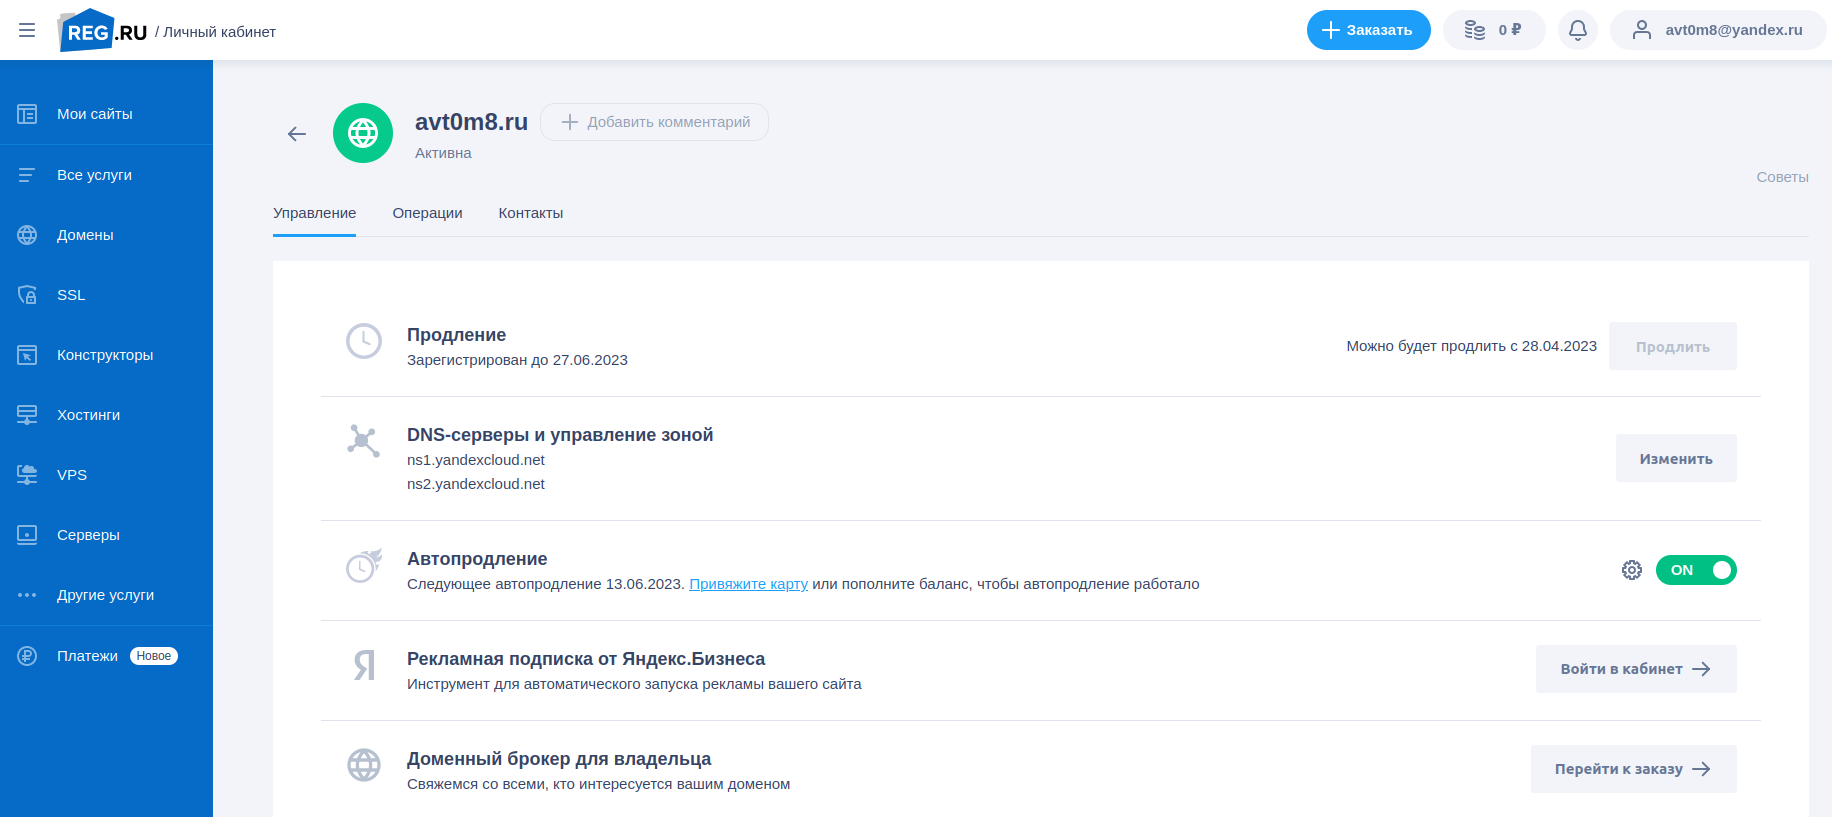 REG.RU / Личный кабинет
Заказать
0 ₽
avt0m8@yandex.ru
Мои сайты
Все услуги
Домены
SSL
Конструкторы
Хостинги
VPS
Серверы
Другие услуги
Платежи Новое
avt0m8.ru
Добавить комментарий
Активна
Советы
Управление Операции Контакты
Продление
Зарегистрирован до 27.06.2023
Можно будет продлить с 28.04.2023
Продлить
DNS-серверы и управление зоной
ns1.yandexcloud.net
ns2.yandexcloud.net
Изменить
Автопродление
Следующее автопродление 13.06.2023. Привяжите карту или пополните баланс, чтобы автопродление работало
ON
Я
Рекламная подписка от Яндекс.Бизнеса
Инструмент для автоматического запуска рекламы вашего сайта
Войти в кабинет
Доменный брокер для владельца
Свяжемся со всеми, кто интересуется вашим доменом
Перейти к заказу